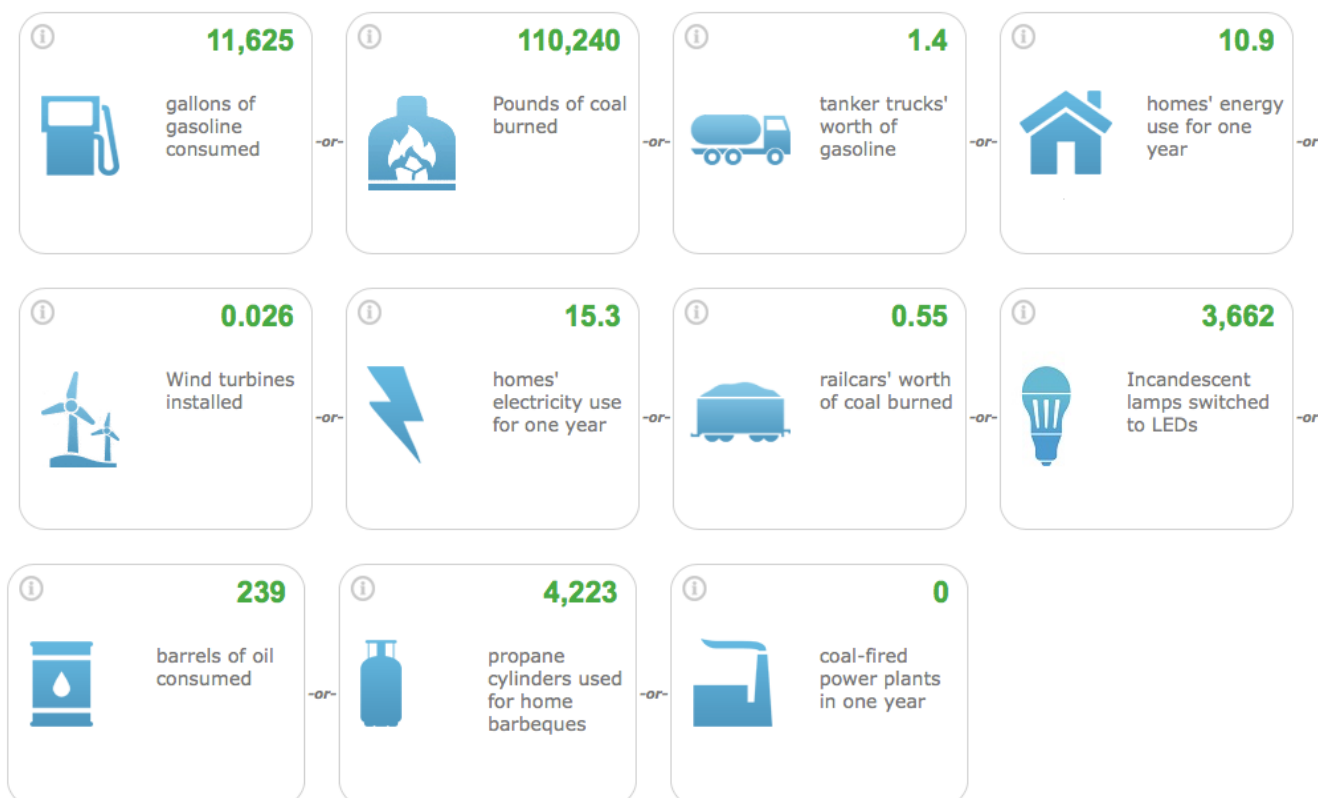 11,625
gallons of
gasoline
consumed
-or-
110,240
Pounds of coal
burned
-or-
1.4
tanker trucks'
worth of
gasoline
-or-
10.9
homes' energy
use for one
year
-or
0.026
Wind turbines
installed
-or-
15.3
homes'
electricity use
for one year
-or-
0.55
railcars' worth
of coal burned
-or-
3,662
Incandescent
lamps switched
to LEDs
-or
239
barrels of oil
consumed
-or-
4,223
propane
cylinders used
for home
barbeques
-or-
0
coal-fired
power plants
in one year